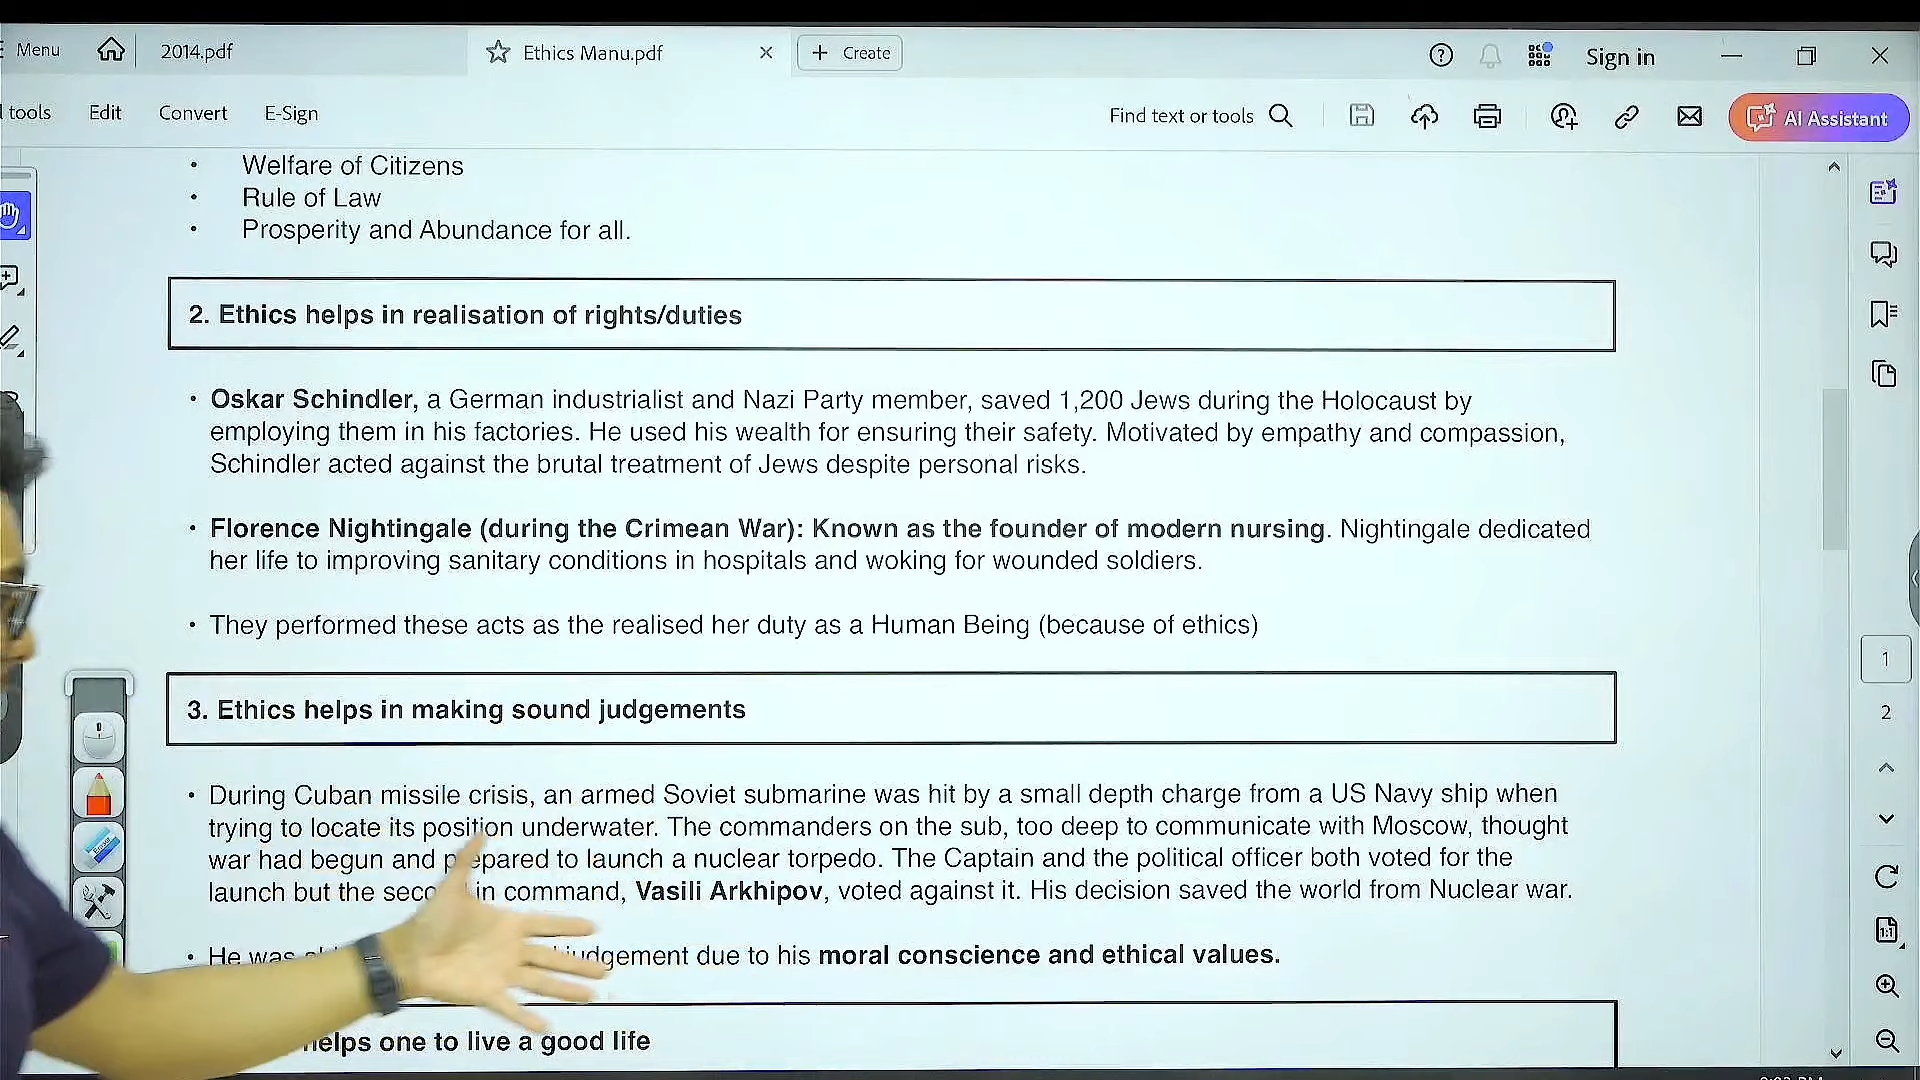 Menu
2014.pdf
Ethics Manu.pdf
Create
Sign in
tools
Edit
Convert
E-Sign
Find text or tools
AI Assistant
• Welfare of Citizens
• Rule of Law
• Prosperity and Abundance for all.
2. Ethics helps in realisation of rights/duties
• Oskar Schindler, a German industrialist and Nazi Party member, saved 1,200 Jews during the Holocaust by
employing them in his factories. He used his wealth for ensuring their safety. Motivated by empathy and compassion,
Schindler acted against the brutal treatment of Jews despite personal risks.
• Florence Nightingale (during the Crimean War): Known as the founder of modern nursing. Nightingale dedicated
her life to improving sanitary conditions in hospitals and woking for wounded soldiers.
• They performed these acts as the realised her duty as a Human Being (because of ethics)
3. Ethics helps in making sound judgements
• During Cuban missile crisis, an armed Soviet submarine was hit by a small depth charge from a US Navy ship when
trying to locate its position underwater. The commanders on the sub, too deep to communicate with Moscow, thought
war had begun and prepared to launch a nuclear torpedo. The Captain and the political officer both voted for the
launch but the second in command, Vasili Arkhipov, voted against it. His decision saved the world from Nuclear war.
• He was judgement due to his moral conscience and ethical values.
helps one to live a good life
1
2
1:1